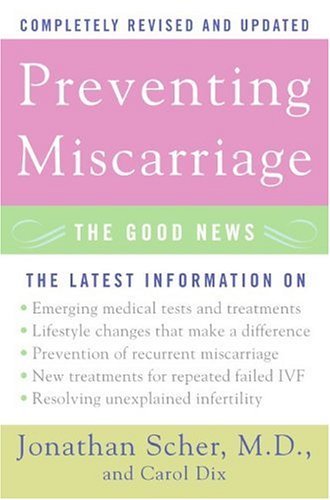 COMPLETELY REVISED AND UPDATED
Preventing
Miscarriage
THE GOOD NEWS
THE LATEST INFORMATION ON
• Emerging medical tests and treatments
• Lifestyle changes that make a difference
• Prevention of recurrent miscarriage
• New treatments for repeated failed IVF
• Resolving unexplained infertility
Jonathan Scher, M.D.,
and Carol Dix